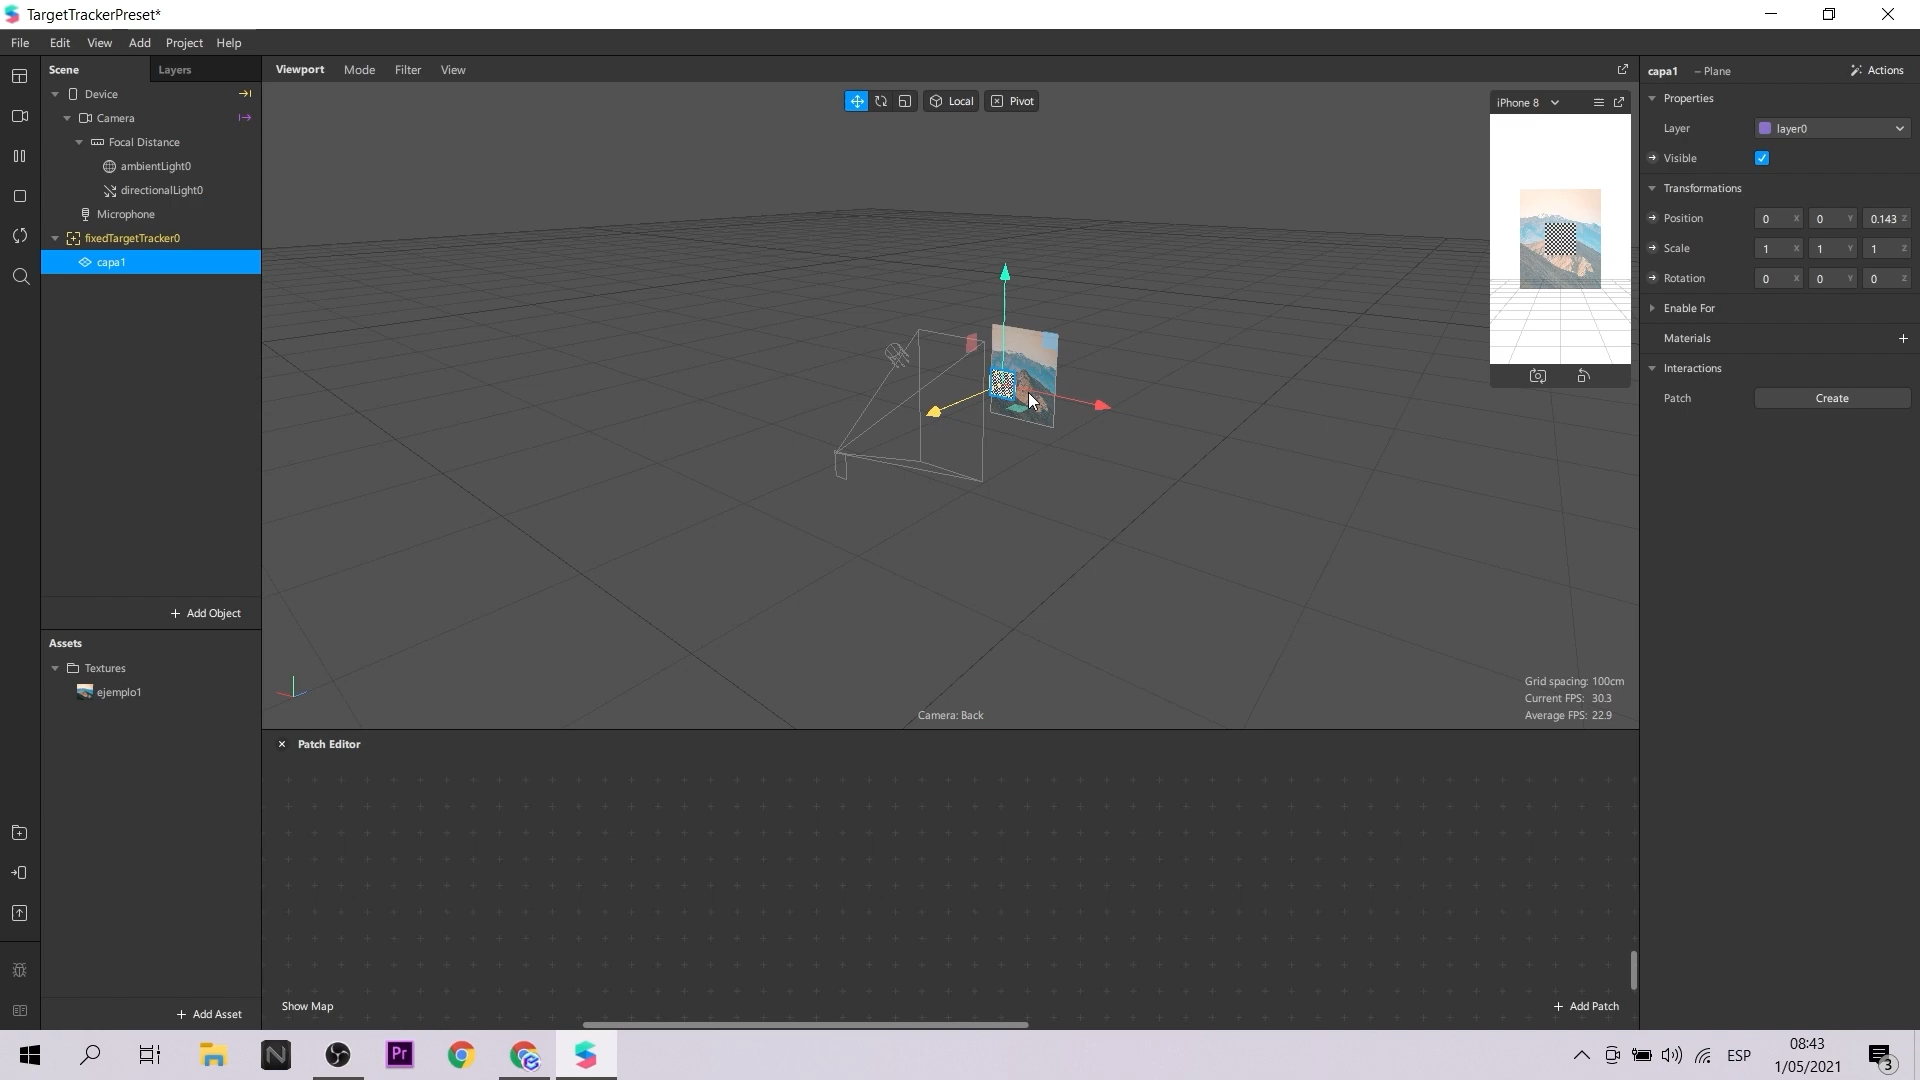 TargetTrackerPreset*
File Edit View Add Project Help
Scene Layers
Device
Camera
Focal Distance
ambientLight0
directionalLight0
Microphone
fixedTargetTracker0
capa1
+ Add Object
Assets
Textures
ejemplo1
+ Add Asset
Viewport Mode Filter View
Local Pivot
iPhone 8
Grid spacing: 100cm
Current FPS: 30.3
Average FPS: 22.9
Camera: Back
Patch Editor
Show Map
+ Add Patch
capa1 – Plane Actions
Properties
Layer layer0
Visible
Transformations
Position 0 X 0 Y 0.143 Z
Scale 1 X 1 Y 1 Z
Rotation 0 X 0 Y 0 Z
Enable For
Materials +
Interactions
Patch Create
Pr
ESP
08:43
1/05/2021
3